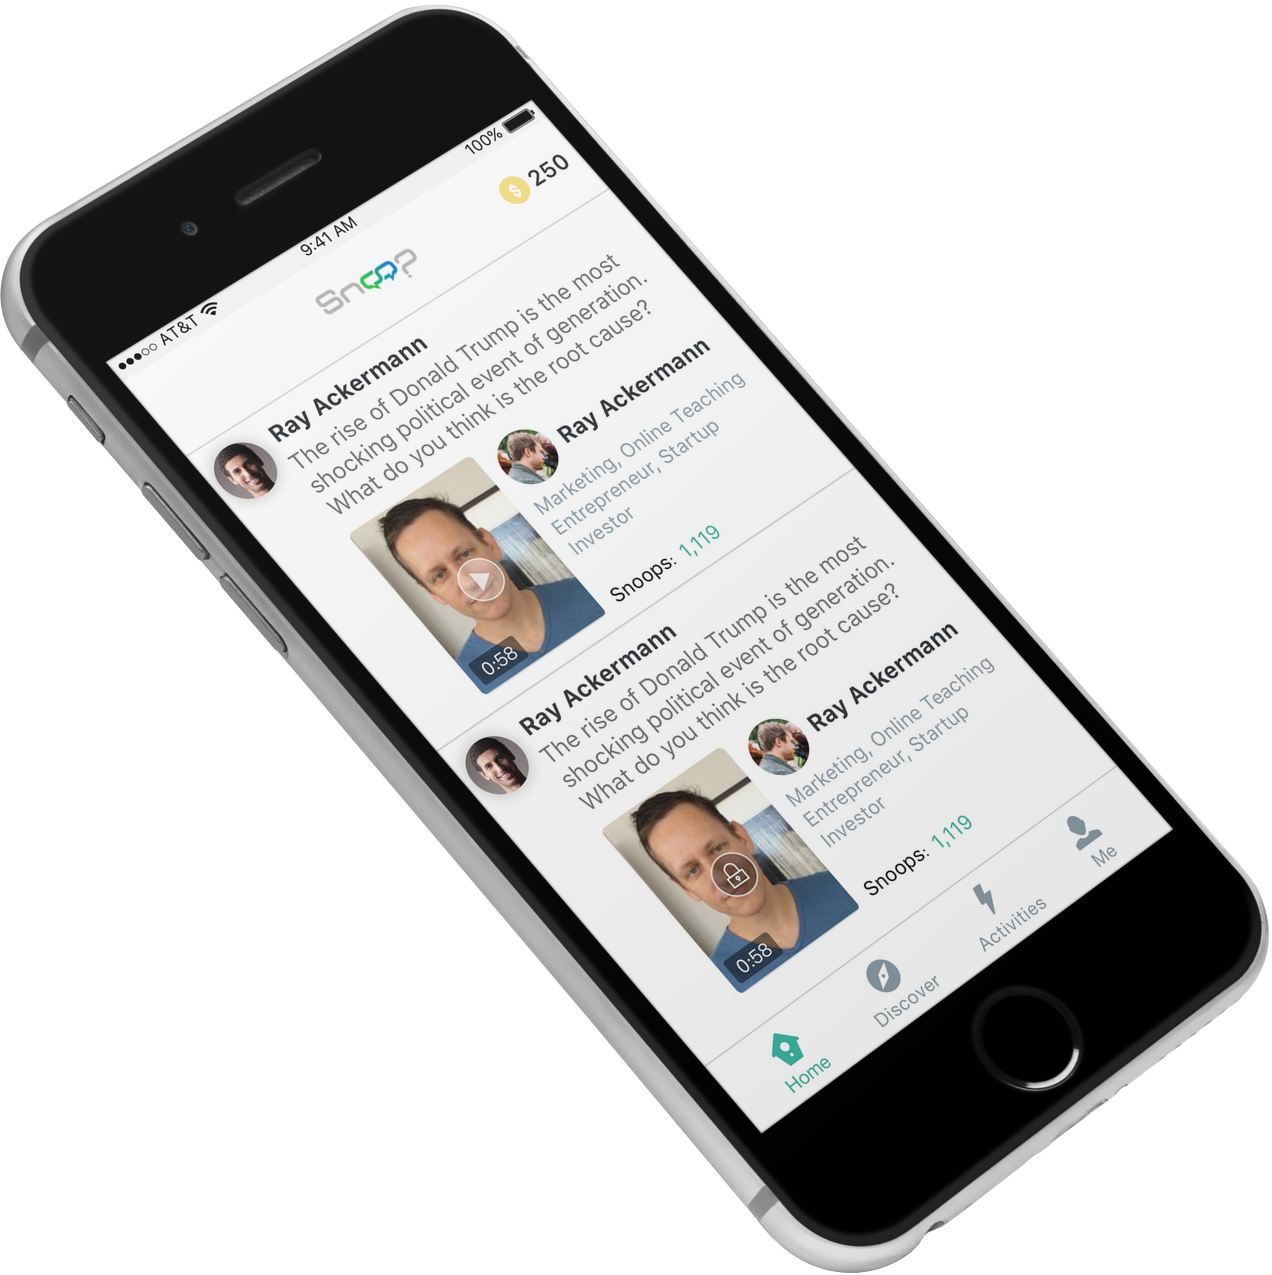 AT&T 9:41 AM 100%
250
Snoop
Ray Ackermann
The rise of Donald Trump is the most
shocking political event of generation.
What do you think is the root cause?
Ray Ackermann
Marketing, Online Teaching
Entrepreneur, Startup
Investor
Snoops: 1,119
0:58
Ray Ackermann
The rise of Donald Trump is the most
shocking political event of generation.
What do you think is the root cause?
Ray Ackermann
Marketing, Online Teaching
Entrepreneur, Startup
Investor
Snoops: 1,119
0:58
Home
Discover
Activities
Me